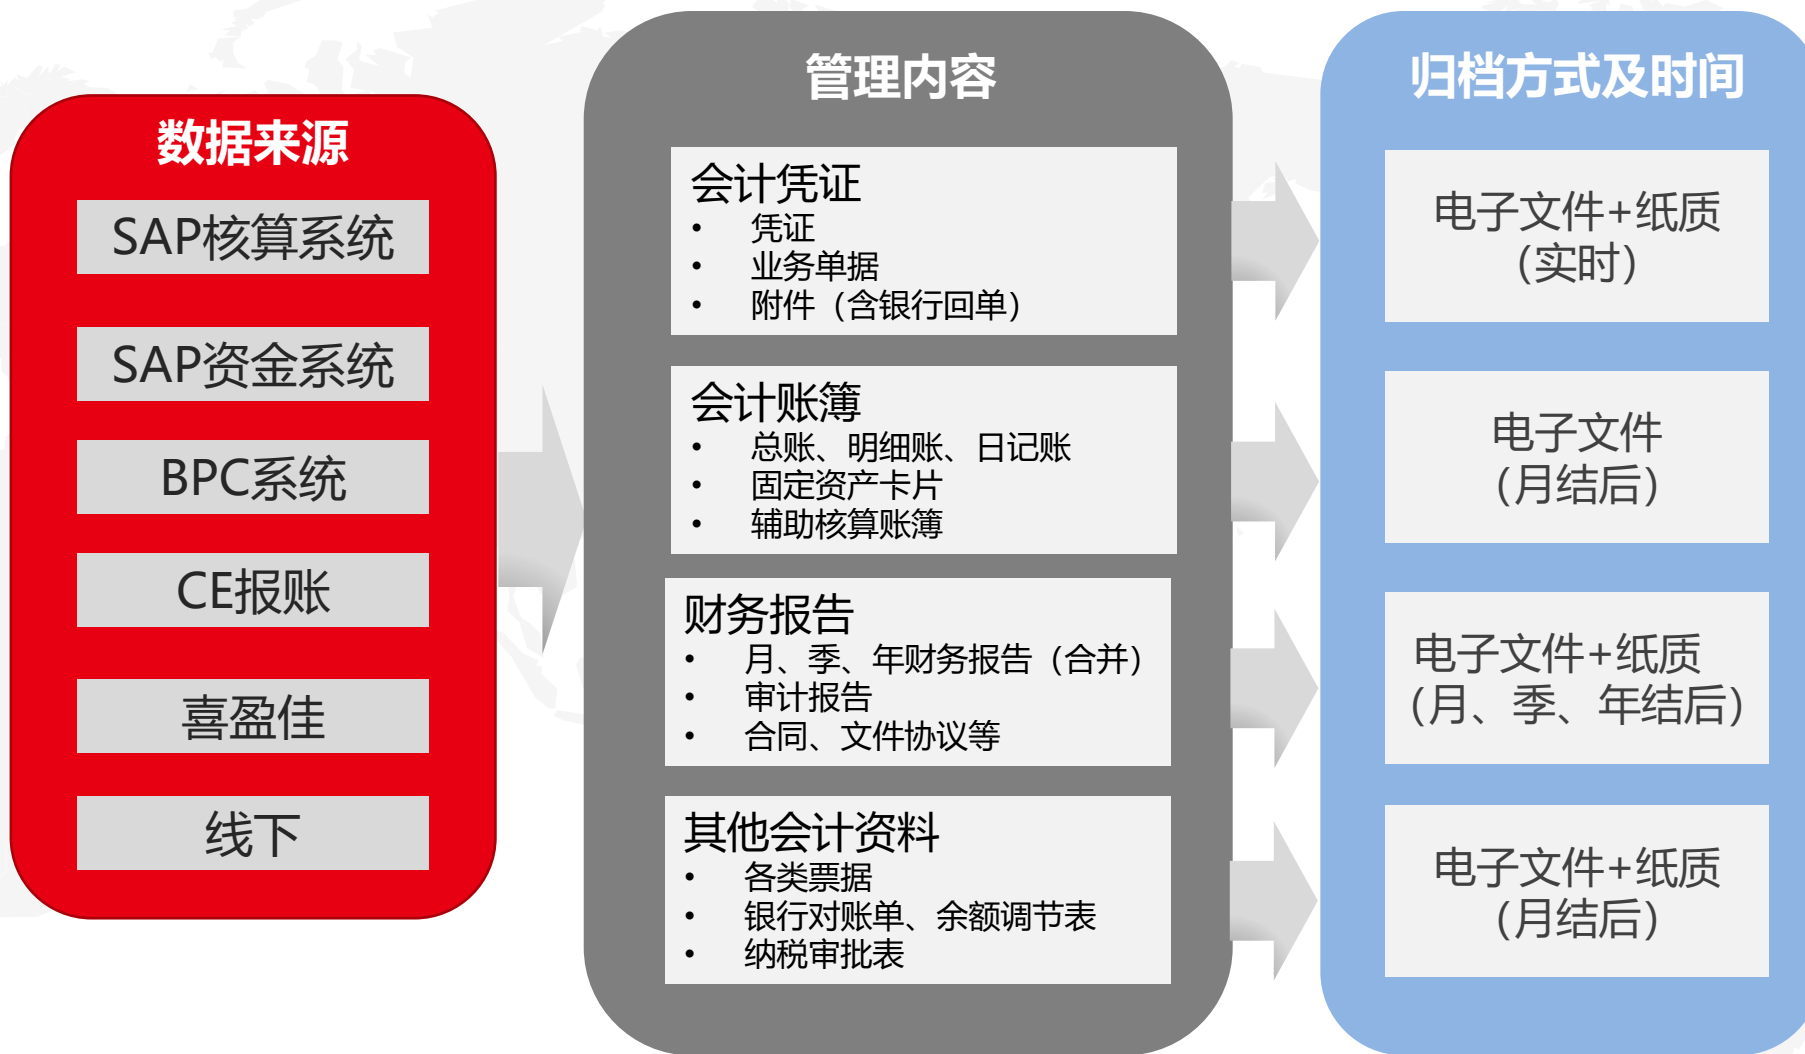 数据来源
SAP核算系统
SAP资金系统
BPC系统
CE报账
喜盈佳
线下
管理内容
会计凭证
• 凭证
• 业务单据
• 附件（含银行回单）
会计账簿
• 总账、明细账、日记账
• 固定资产卡片
• 辅助核算账簿
财务报告
• 月、季、年财务报告（合并）
• 审计报告
• 合同、文件协议等
其他会计资料
• 各类票据
• 银行对账单、余额调节表
• 纳税审批表
归档方式及时间
电子文件+纸质
（实时）
电子文件
（月结后）
电子文件+纸质
（月、季、年结后）
电子文件+纸质
（月结后）